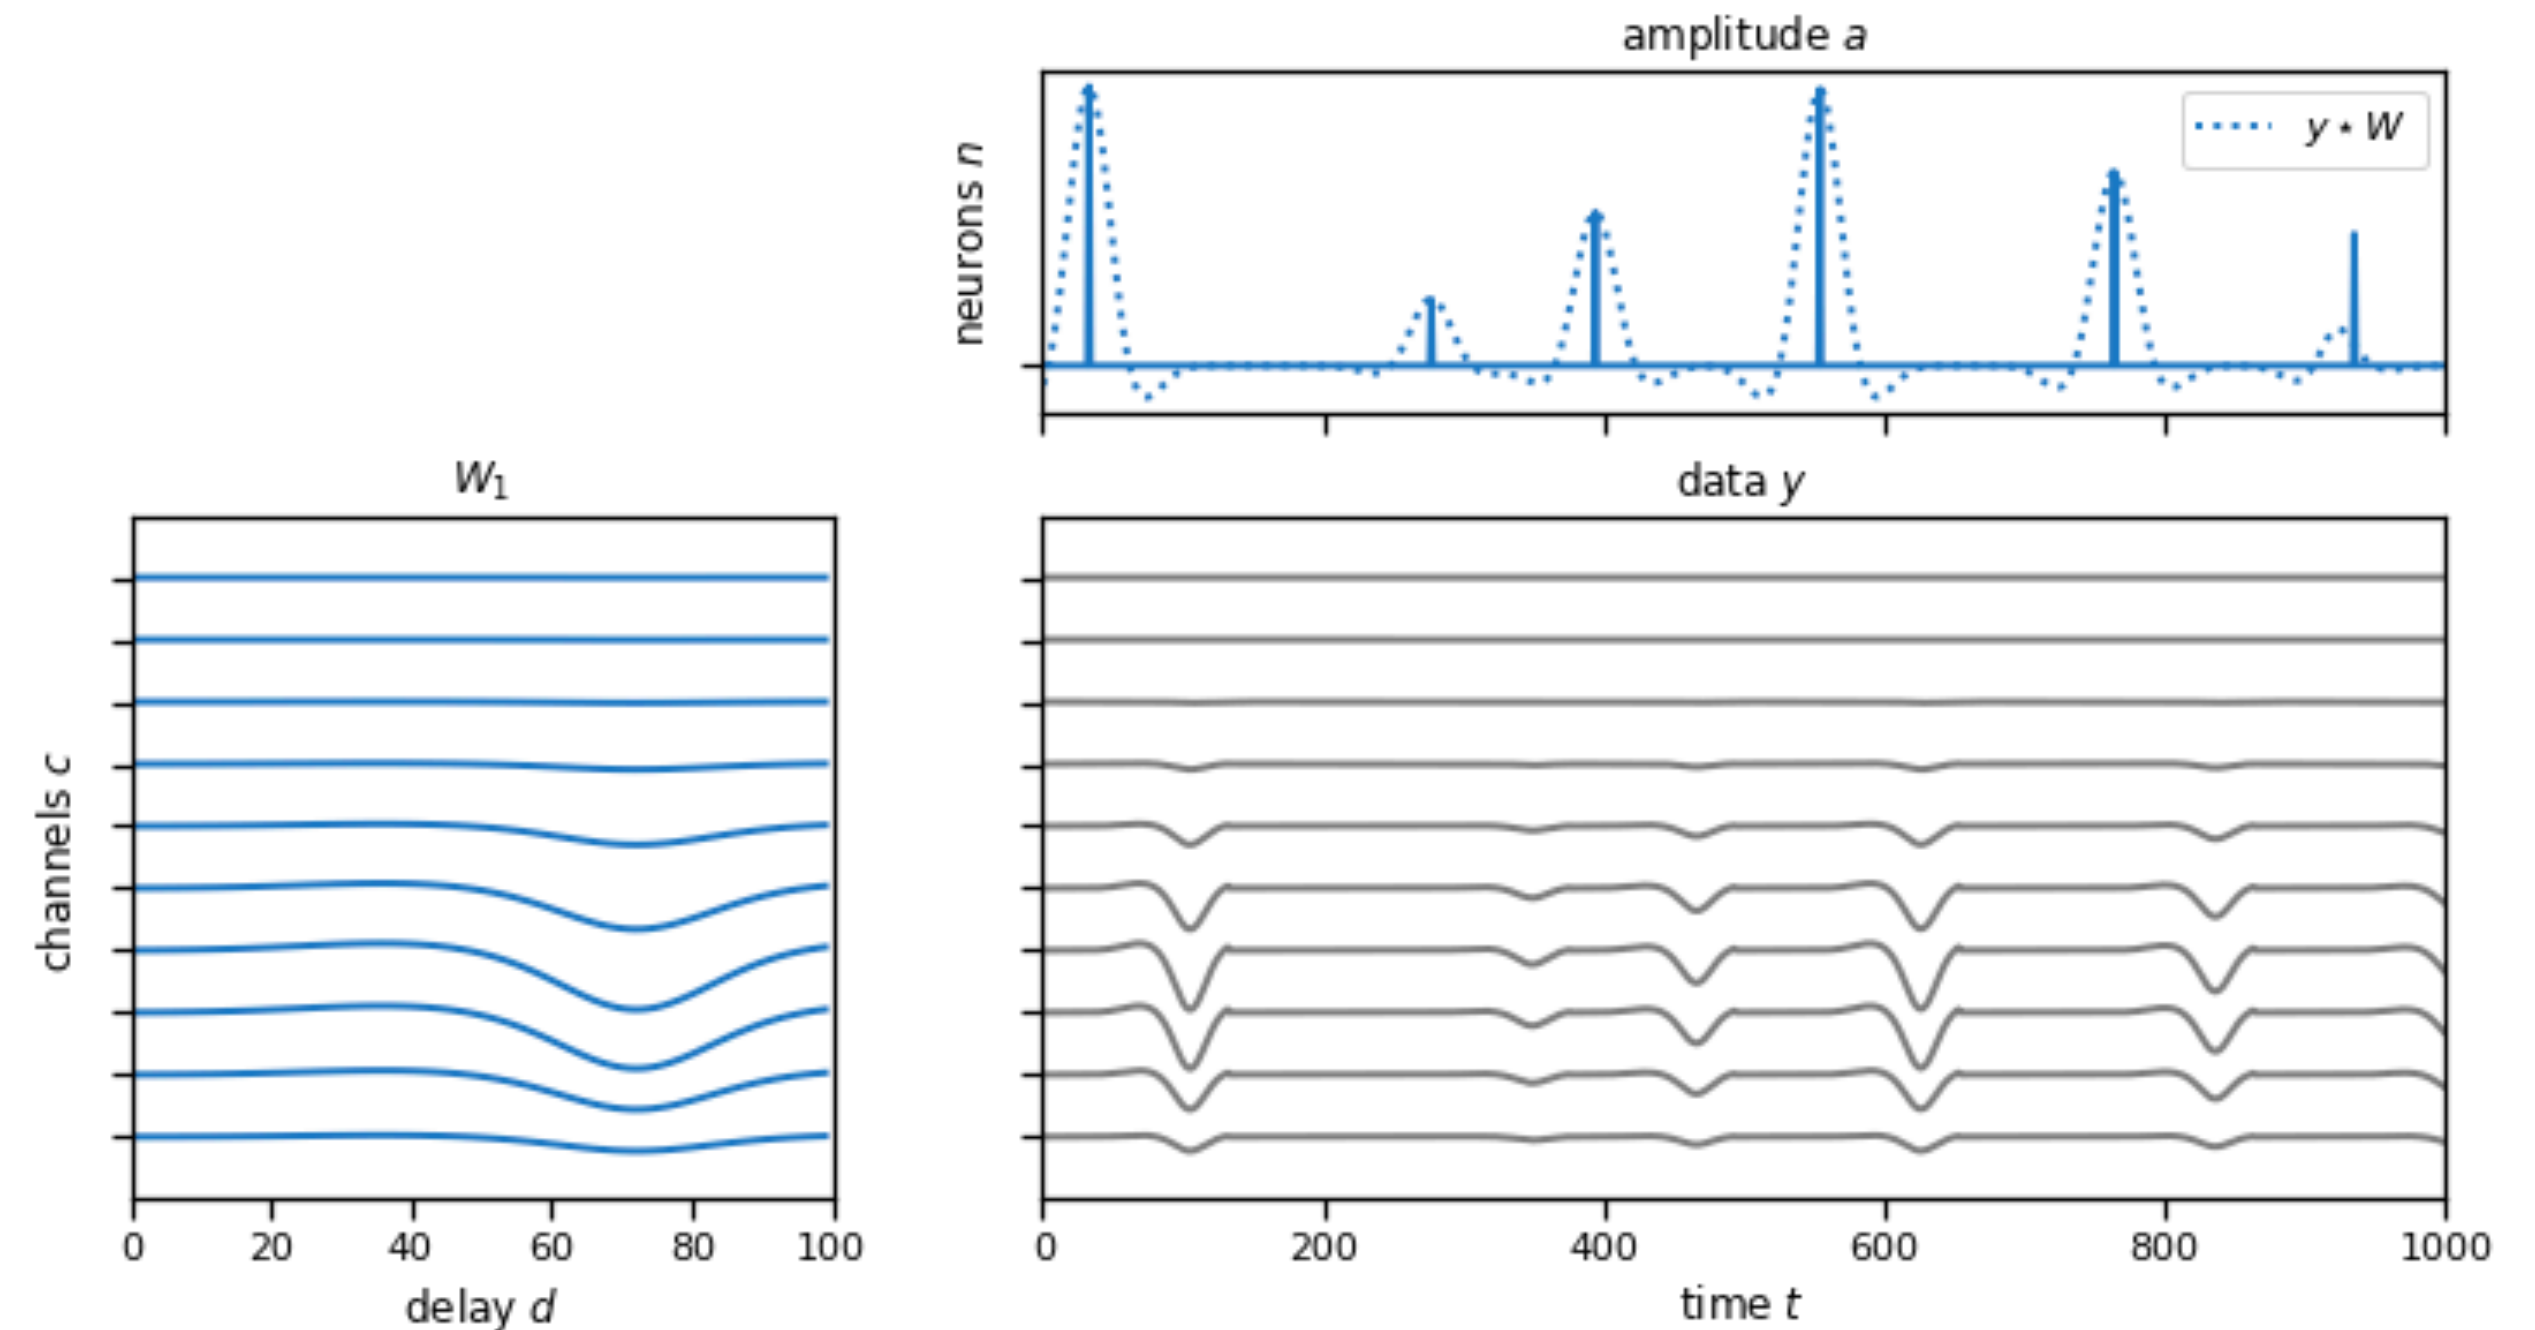 amplitude a
neurons n
y ⋆ W
W₁
data y
channels c
0 20 40 60 80 100
delay d
0 200 400 600 800 1000
time t